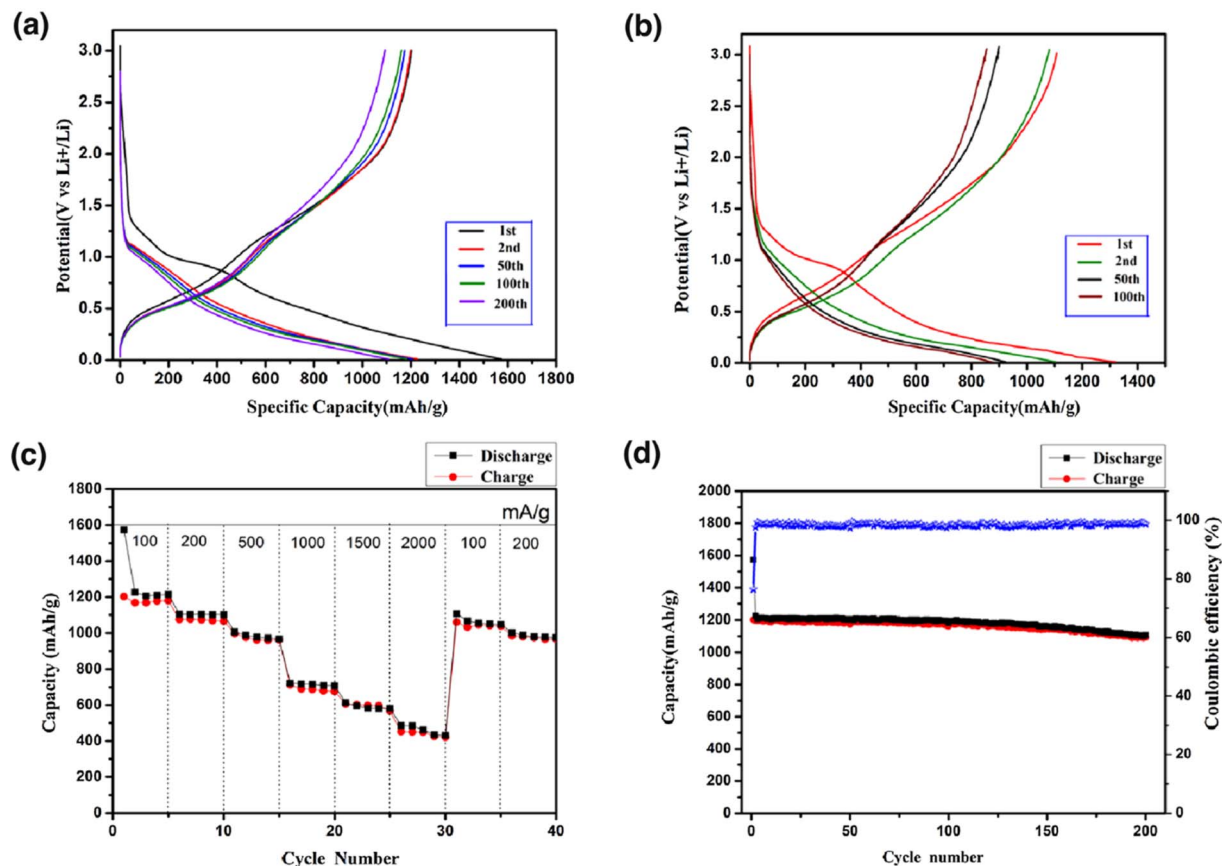 (a)
3.0
2.5
2.0
1.5
1.0
0.5
0.0
Potential(V vs Li+/Li)
1st
2nd
50th
100th
200th
0 200 400 600 800 1000 1200 1400 1600 1800
Specific Capacity(mAh/g)
(b)
3.0
2.5
2.0
1.5
1.0
0.5
0.0
Potential(V vs Li+/Li)
1st
2nd
50th
100th
0 200 400 600 800 1000 1200 1400
Specific Capacity(mAh/g)
(c)
Discharge
Charge
1800
1600
1400
1200
1000
800
600
400
200
0
Capacity (mAh/g)
mA/g
100 200 500 1000 1500 2000 100 200
0 10 20 30 40
Cycle Number
(d)
Discharge
Charge
2000
1800
1600
1400
1200
1000
800
600
400
200
0
Capacity(mAh/g)
100
80
60
40
20
0
Coulombic efficiency (%)
0 50 100 150 200
Cycle number